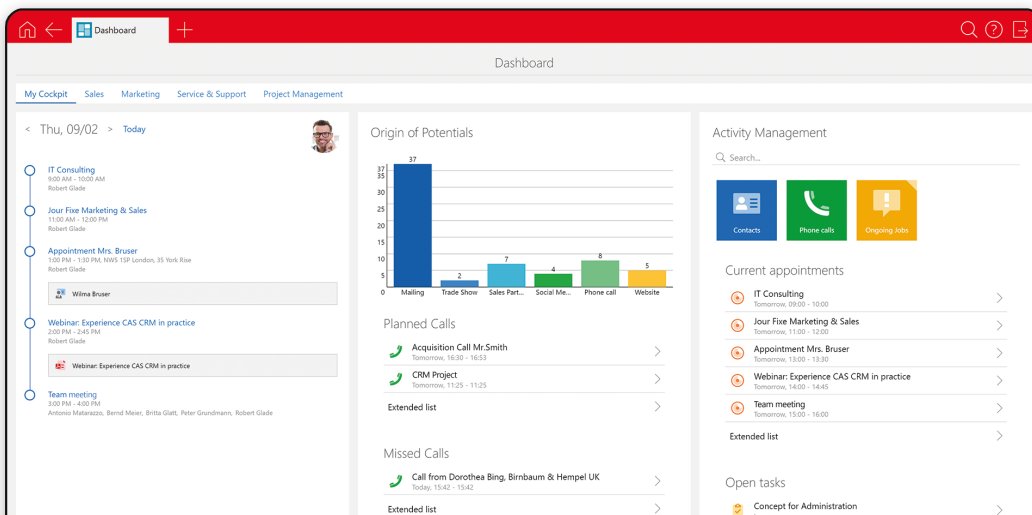 Dashboard
Dashboard
My Cockpit Sales Marketing Service & Support Project Management
< Thu, 09/02 > Today
IT Consulting
9:00 AM - 10:00 AM
Robert Glade
Jour Fixe Marketing & Sales
11:00 AM - 12:00 PM
Robert Glade
Appointment Mrs. Bruser
1:00 PM - 1:30 PM, NW5 1SP London, 35 York Rise
Robert Glade
Wilma Bruser
Webinar: Experience CAS CRM in practice
2:00 PM - 2:45 PM
Robert Glade
Webinar: Experience CAS CRM in practice
Team meeting
3:00 PM - 4:00 PM
Antonio Matarazzo, Bernd Meier, Britta Glatt, Peter Grundmann, Robert Glade
Origin of Potentials
37
37
35
30
25
20
15
10
5
0
2
7
4
8
5
Mailing Trade Show Sales Part... Social Me... Phone call Website
Planned Calls
Acquisition Call Mr.Smith
Tomorrow, 16:30 - 16:53
CRM Project
Tomorrow, 11:25 - 11:25
Extended list
Missed Calls
Call from Dorothea Bing, Birnbaum & Hempel UK
Today, 15:42 - 15:42
Extended list
Activity Management
Search...
Contacts Phone calls Ongoing Jobs
Current appointments
IT Consulting
Tomorrow, 09:00 - 10:00
Jour Fixe Marketing & Sales
Tomorrow, 11:00 - 12:00
Appointment Mrs. Bruser
Tomorrow, 13:00 - 13:30
Webinar: Experience CAS CRM in practice
Tomorrow, 14:00 - 14:45
Team meeting
Tomorrow, 15:00 - 16:00
Extended list
Open tasks
Concept for Administration